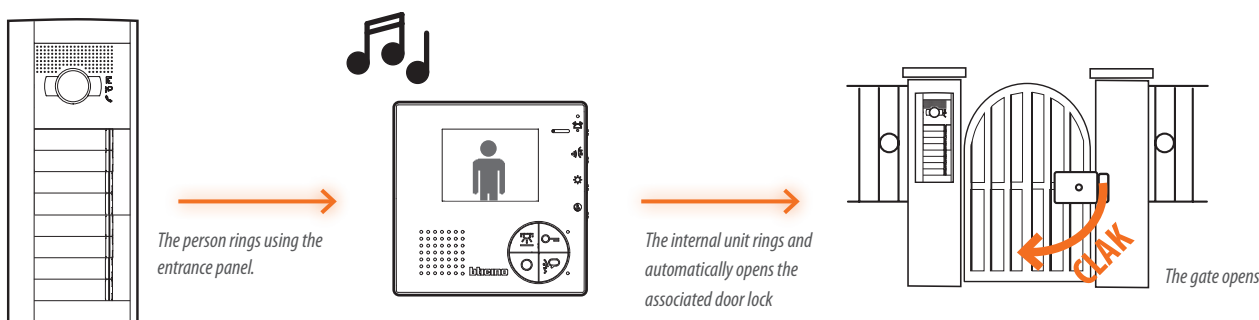 The person rings using the
entrance panel.
bticino
The internal unit rings and
automatically opens the
associated door lock
CLAK
The gate opens